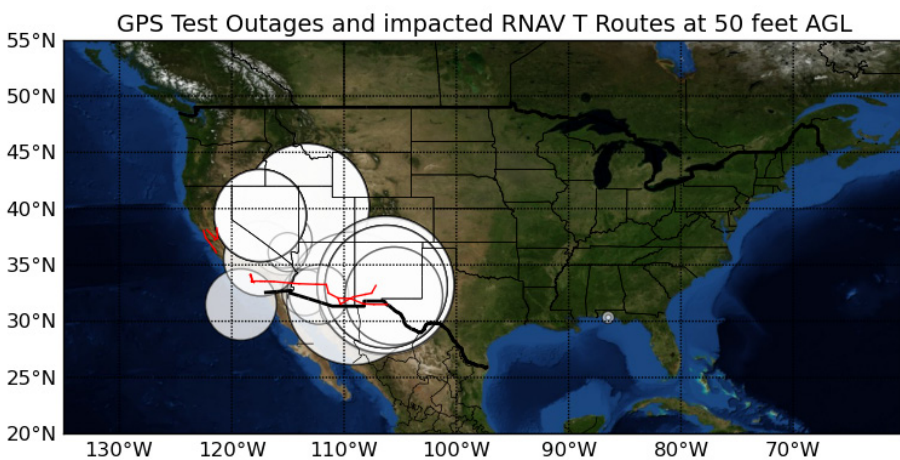 GPS Test Outages and impacted RNAV T Routes at 50 feet AGL
55°N
50°N
45°N
40°N
35°N
30°N
25°N
20°N
130°W 120°W 110°W 100°W 90°W 80°W 70°W